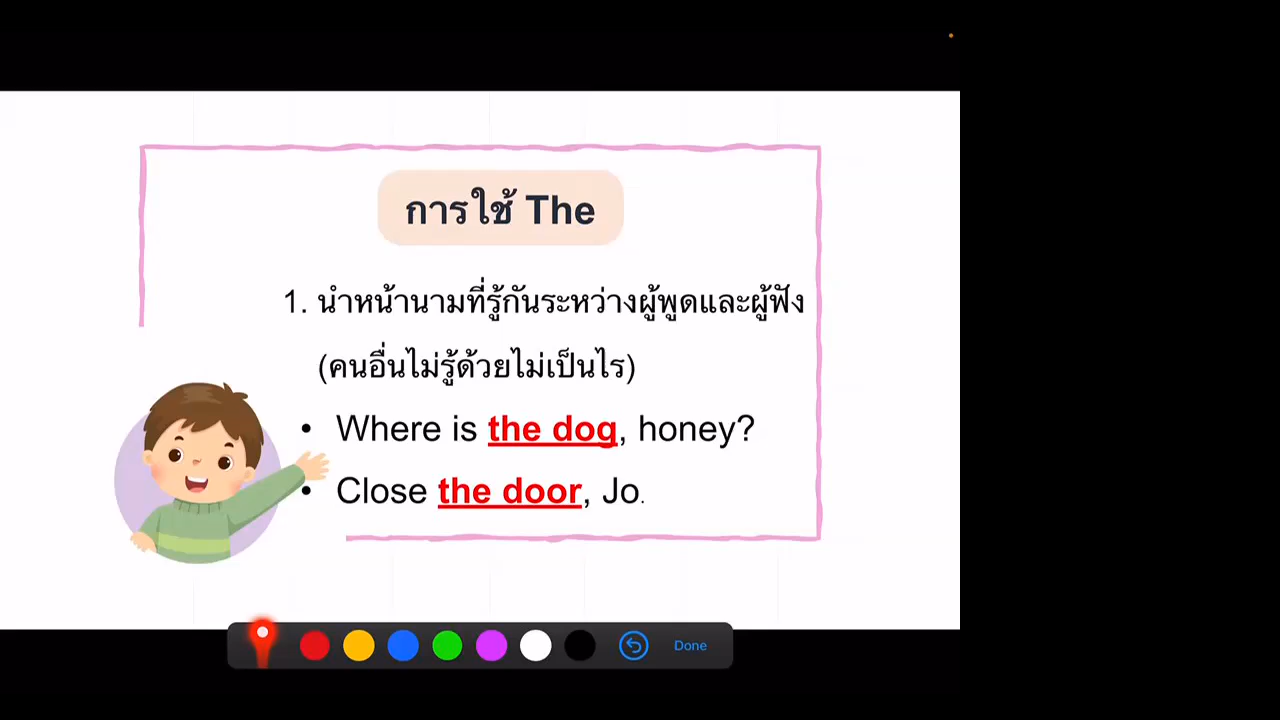 การใช้ The
1. นำหน้านามที่รู้กันระหว่างผู้พูดและผู้ฟัง
(คนอื่นไม่รู้ด้วยไม่เป็นไร)
• Where is the dog, honey?
• Close the door, Jo.
Done